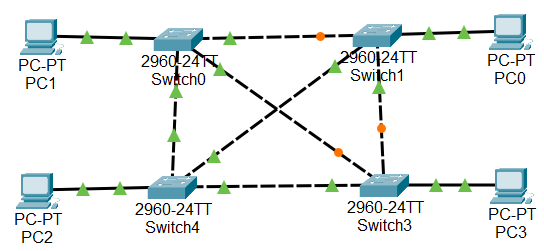 PC-PT
PC1
2960-24TT
Switch0
2960-24TT
Switch1
PC-PT
PC0
PC-PT
PC2
2960-24TT
Switch4
2960-24TT
Switch3
PC-PT
PC3